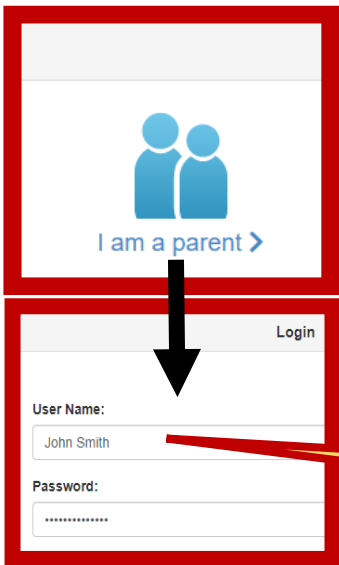 I am a parent >
Login
User Name:
John Smith
Password:
••••••••••••••